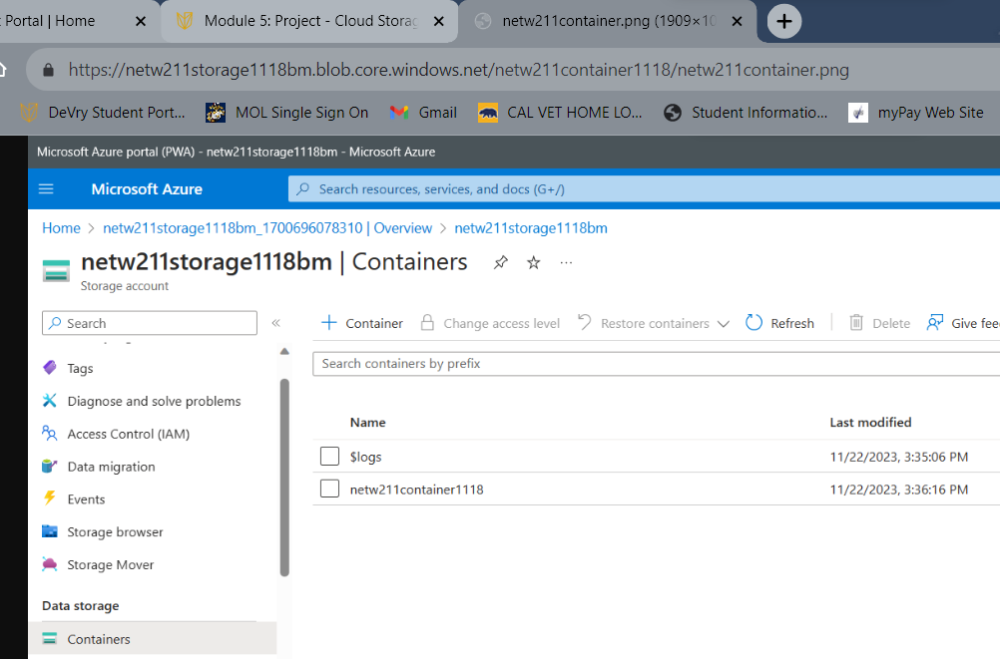 t Portal | Home
Module 5: Project - Cloud Storag
netw211container.png (1909×10
https://netw211storage1118bm.blob.core.windows.net/netw211container1118/netw211container.png
DeVry Student Port...
MOL Single Sign On
Gmail
CAL VET HOME LO...
Student Informatio...
myPay Web Site
Microsoft Azure portal (PWA) - netw211storage1118bm - Microsoft Azure
Microsoft Azure
Search resources, services, and docs (G+/)
Home > netw211storage1118bm_1700696078310 | Overview > netw211storage1118bm
netw211storage1118bm | Containers
Storage account
Search
Container
Change access level
Restore containers
Refresh
Delete
Give fee
Search containers by prefix
Tags
Diagnose and solve problems
Access Control (IAM)
Data migration
Events
Storage browser
Storage Mover
Data storage
Containers
Name
Last modified
$logs
11/22/2023, 3:35:06 PM
netw211container1118
11/22/2023, 3:36:16 PM